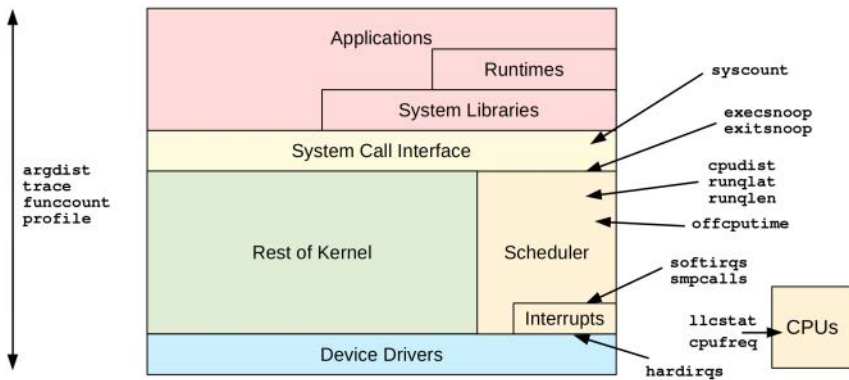 Applications
Runtimes
System Libraries
System Call Interface
Rest of Kernel
Scheduler
Interrupts
Device Drivers
argdist
trace
funccount
profile
syscount
execsnoop
exitsnoop
cpudist
runqlat
runqlen
offcputime
softirqs
smpcalls
llcstat
cpufreq
hardirqs
CPUs